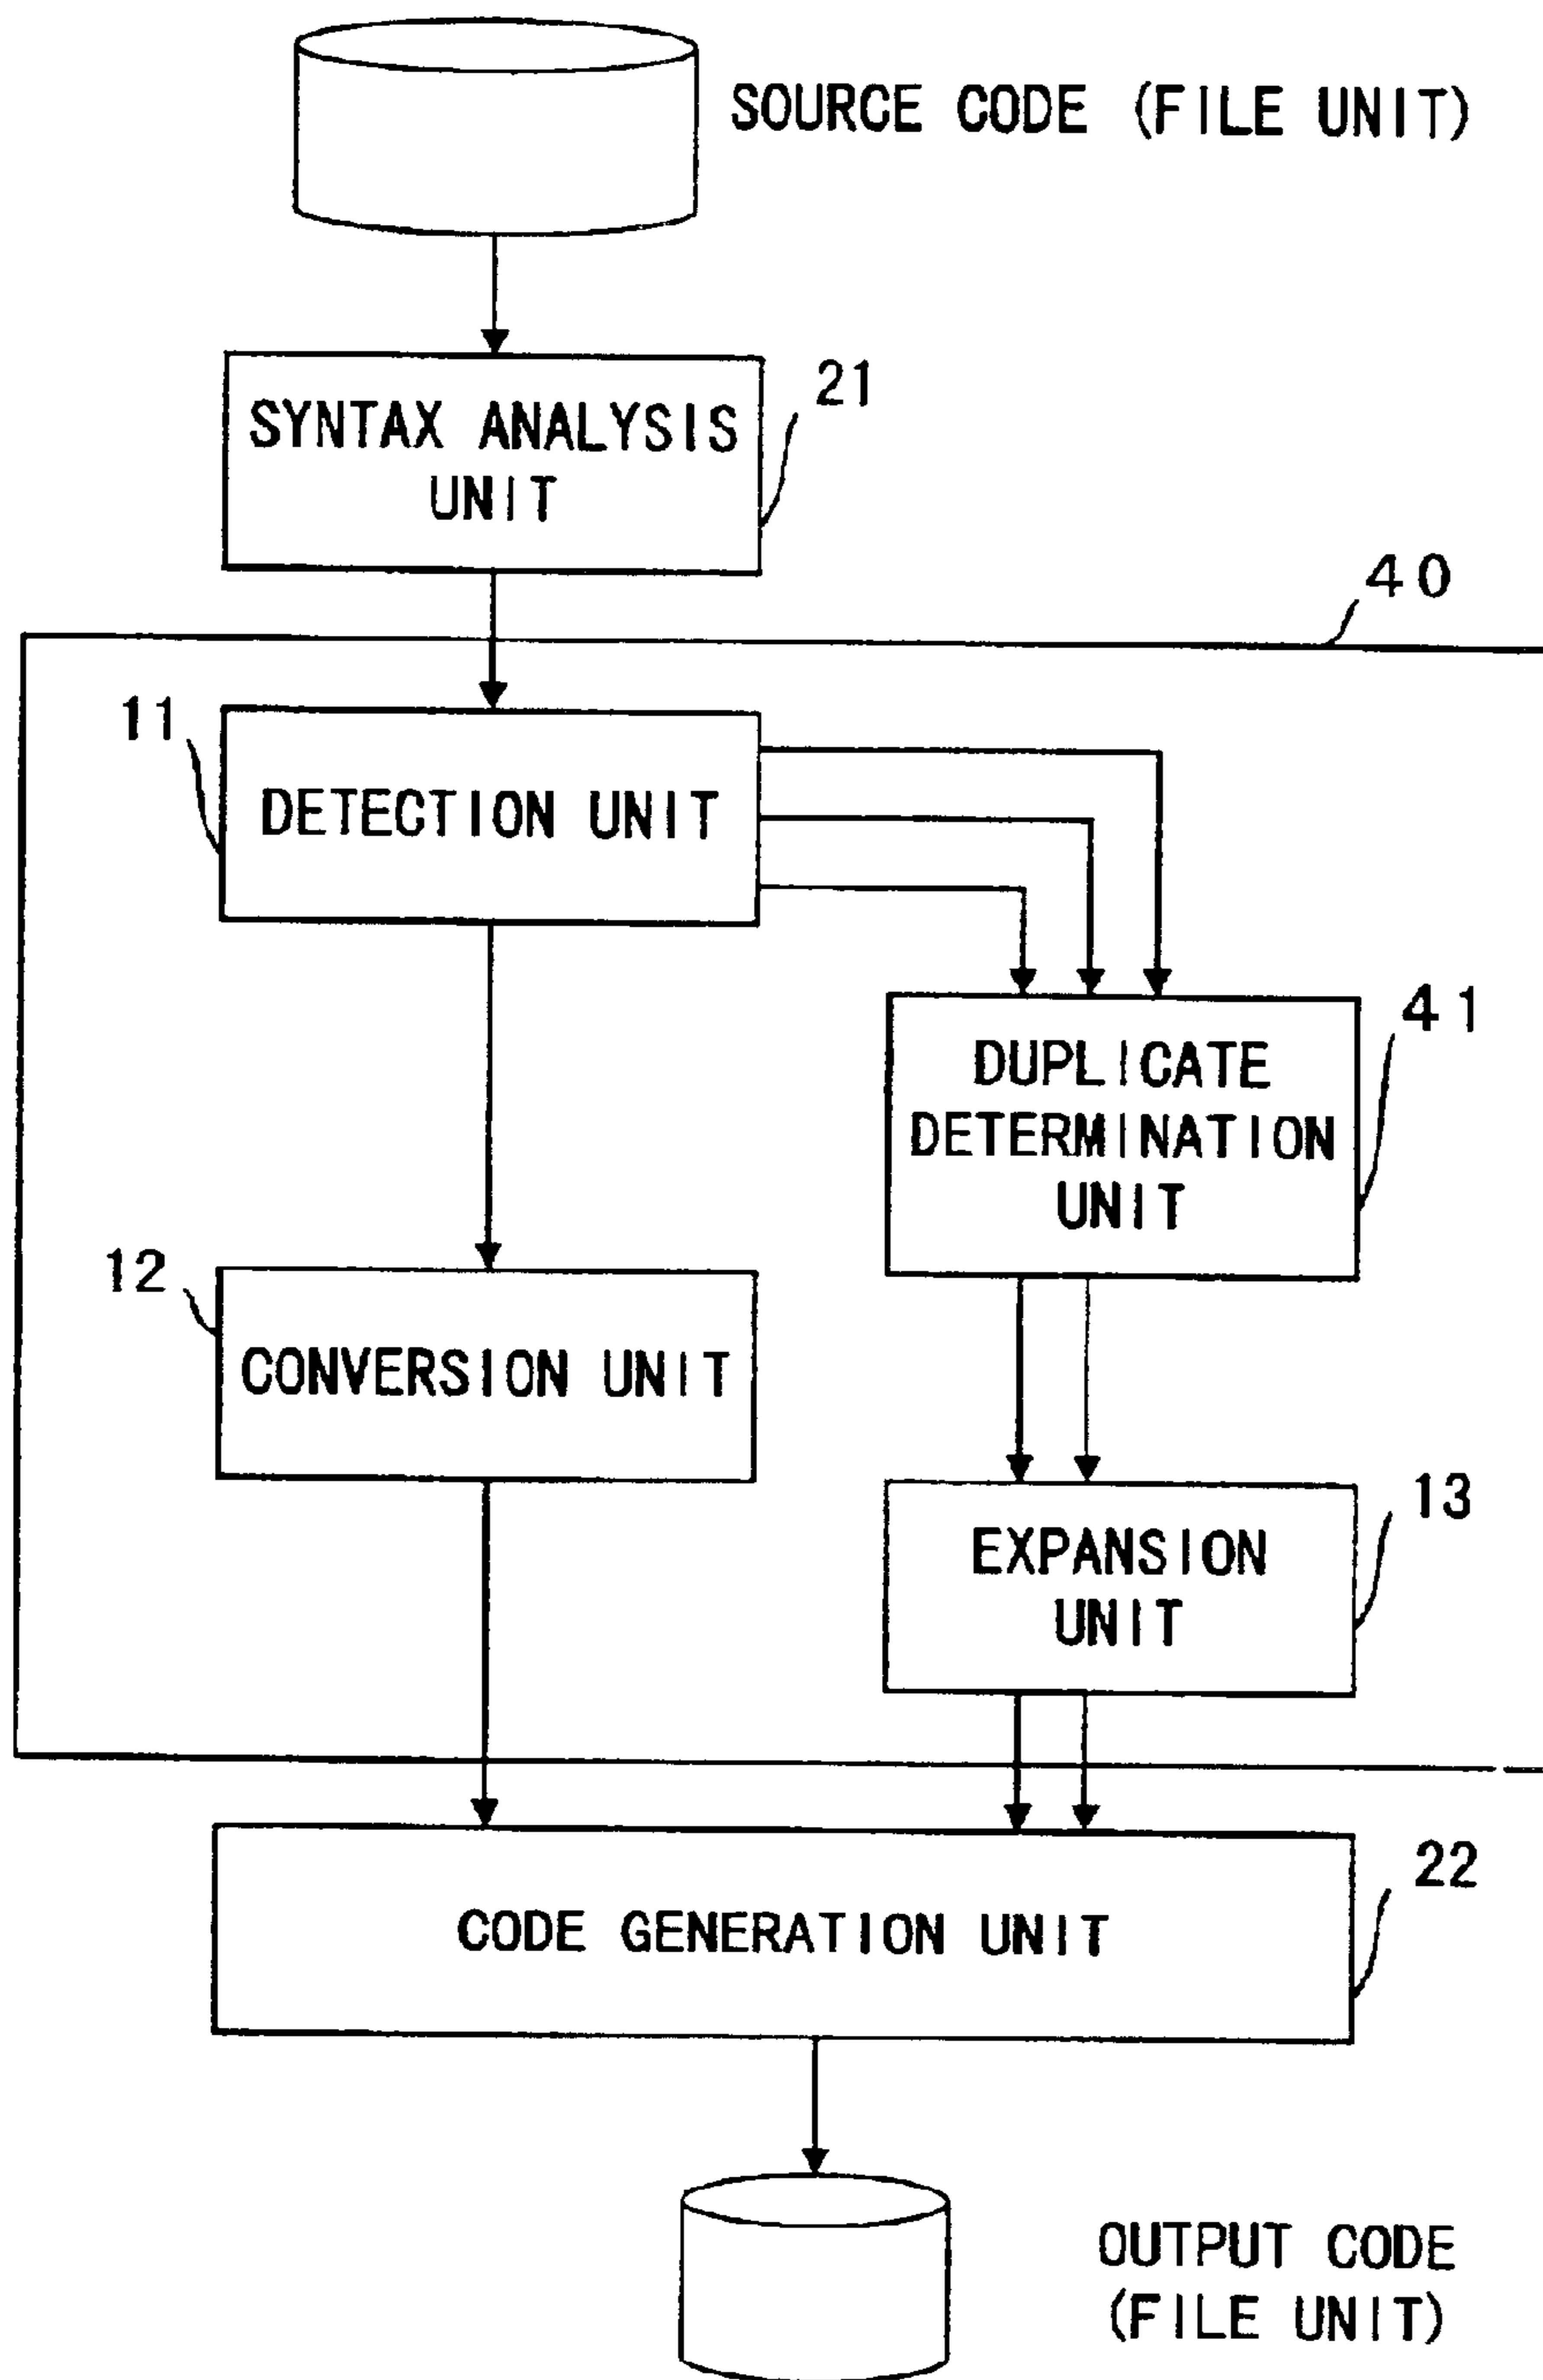 SOURCE CODE (FILE UNIT)
21
SYNTAX ANALYSIS
UNIT
40
11
DETECTION UNIT
41
DUPLICATE
DETERMINATION
UNIT
12
CONVERSION UNIT
13
EXPANSION
UNIT
22
CODE GENERATION UNIT
OUTPUT CODE
(FILE UNIT)